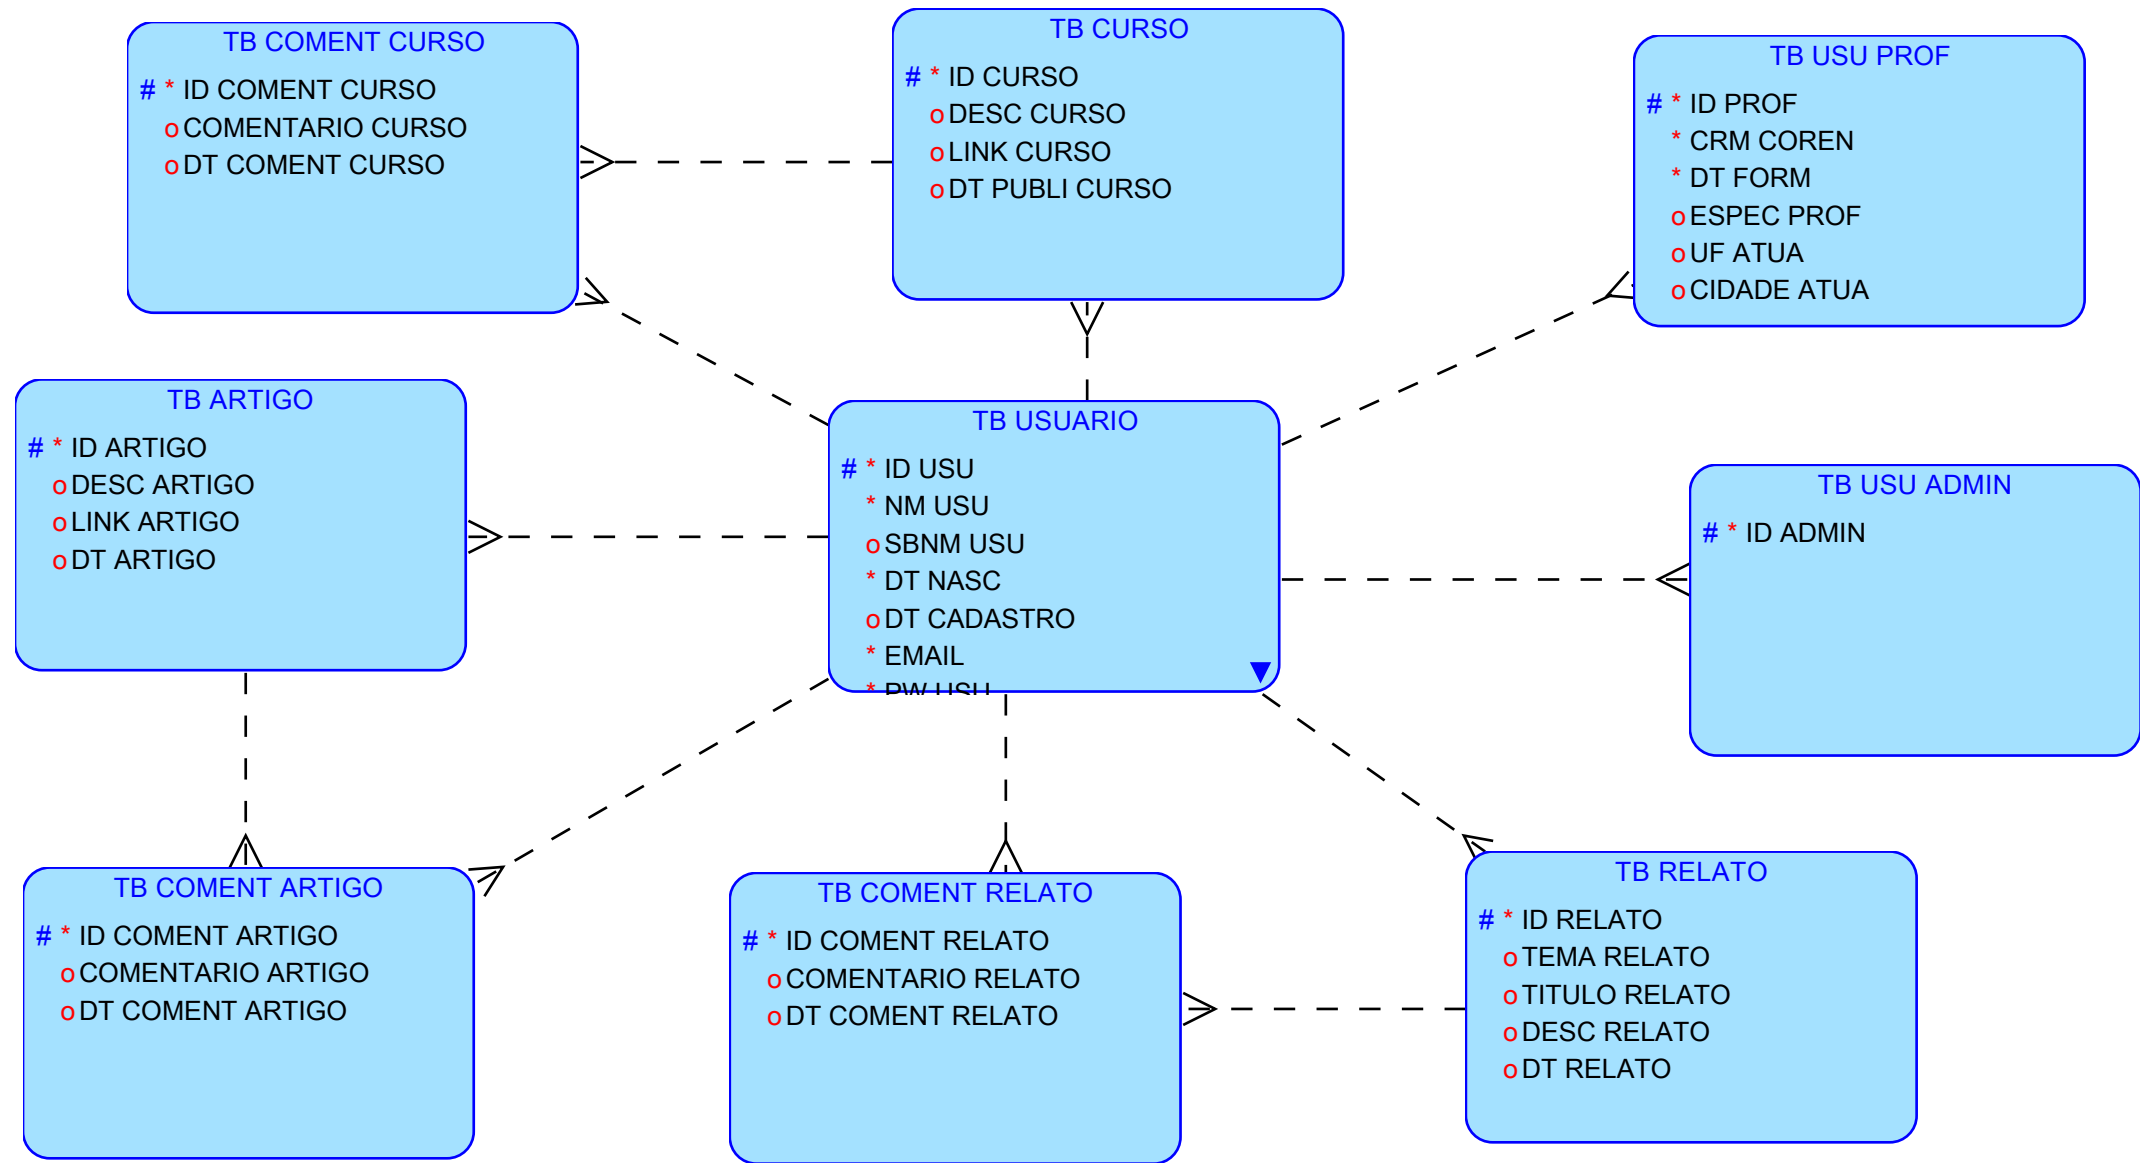 TB COMENT CURSO
# * ID COMENT CURSO
o COMENTARIO CURSO
o DT COMENT CURSO
TB CURSO
# * ID CURSO
o DESC CURSO
o LINK CURSO
o DT PUBLI CURSO
TB USU PROF
# * ID PROF
* CRM COREN
* DT FORM
o ESPEC PROF
o UF ATUA
o CIDADE ATUA
TB ARTIGO
# * ID ARTIGO
o DESC ARTIGO
o LINK ARTIGO
o DT ARTIGO
TB USUARIO
# * ID USU
* NM USU
o SBNM USU
* DT NASC
o DT CADASTRO
* EMAIL
* PW USU
TB USU ADMIN
# * ID ADMIN
TB COMENT ARTIGO
# * ID COMENT ARTIGO
o COMENTARIO ARTIGO
o DT COMENT ARTIGO
TB COMENT RELATO
# * ID COMENT RELATO
o COMENTARIO RELATO
o DT COMENT RELATO
TB RELATO
# * ID RELATO
o TEMA RELATO
o TITULO RELATO
o DESC RELATO
o DT RELATO